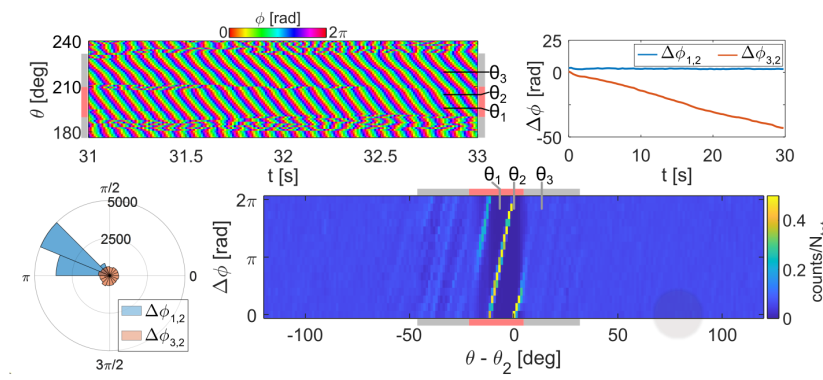 ϕ [rad]
0 2π
240
210
180
θ [deg]
θ3
θ2
θ1
31 31.5 32 32.5 33
t [s]
25
0
-50
Δϕ [rad]
Δϕ1,2
Δϕ3,2
0 10 20 30
t [s]
π/2
5000
2500
π
0
3π/2
Δϕ1,2
Δϕ3,2
θ1 θ2 θ3
2π
π
0
Δϕ [rad]
-100 -50 0 50 100
θ - θ2 [deg]
0.4
0.2
0